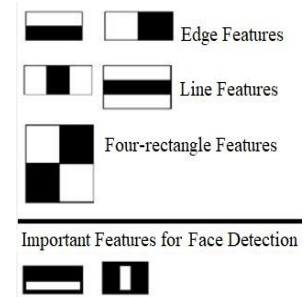 Edge Features
Line Features
Four-rectangle Features
Important Features for Face Detection